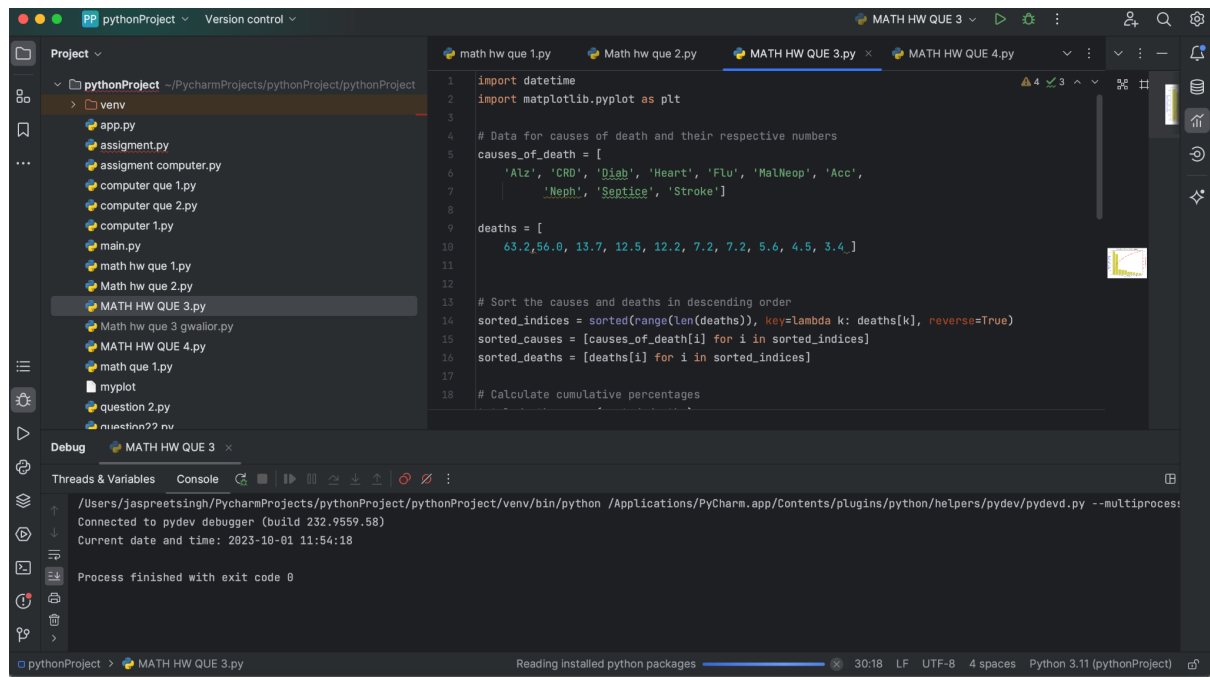 PP pythonProject Version control MATH HW QUE 3
Project
math hw que 1.py Math hw que 2.py MATH HW QUE 3.py MATH HW QUE 4.py
pythonProject ~/PycharmProjects/pythonProject/pythonProject
venv
app.py
assigment.py
assigment computer.py
computer que 1.py
computer que 2.py
computer 1.py
main.py
math hw que 1.py
Math hw que 2.py
MATH HW QUE 3.py
Math hw que 3 gwalior.py
MATH HW QUE 4.py
math que 1.py
myplot
question 2.py
question22 py
4 3
1 import datetime
2 import matplotlib.pyplot as plt
3
4 # Data for causes of death and their respective numbers
5 causes_of_death = [
6 'Alz', 'CRD', 'Diab', 'Heart', 'Flu', 'MalNeop', 'Acc',
7 'Neph', 'Septice', 'Stroke']
8
9 deaths = [
10 63.2,56.0, 13.7, 12.5, 12.2, 7.2, 7.2, 5.6, 4.5, 3.4 ]
11
12
13 # Sort the causes and deaths in descending order
14 sorted_indices = sorted(range(len(deaths)), key=lambda k: deaths[k], reverse=True)
15 sorted_causes = [causes_of_death[i] for i in sorted_indices]
16 sorted_deaths = [deaths[i] for i in sorted_indices]
17
18 # Calculate cumulative percentages
Debug MATH HW QUE 3
Threads & Variables Console
/Users/jaspreetsingh/PycharmProjects/pythonProject/pythonProject/venv/bin/python /Applications/PyCharm.app/Contents/plugins/python/helpers/pydev/pydevd.py --multiprocess
Connected to pydev debugger (build 232.9559.58)
Current date and time: 2023-10-01 11:54:18
Process finished with exit code 0
pythonProject > MATH HW QUE 3.py Reading installed python packages 30:18 LF UTF-8 4 spaces Python 3.11 (pythonProject)